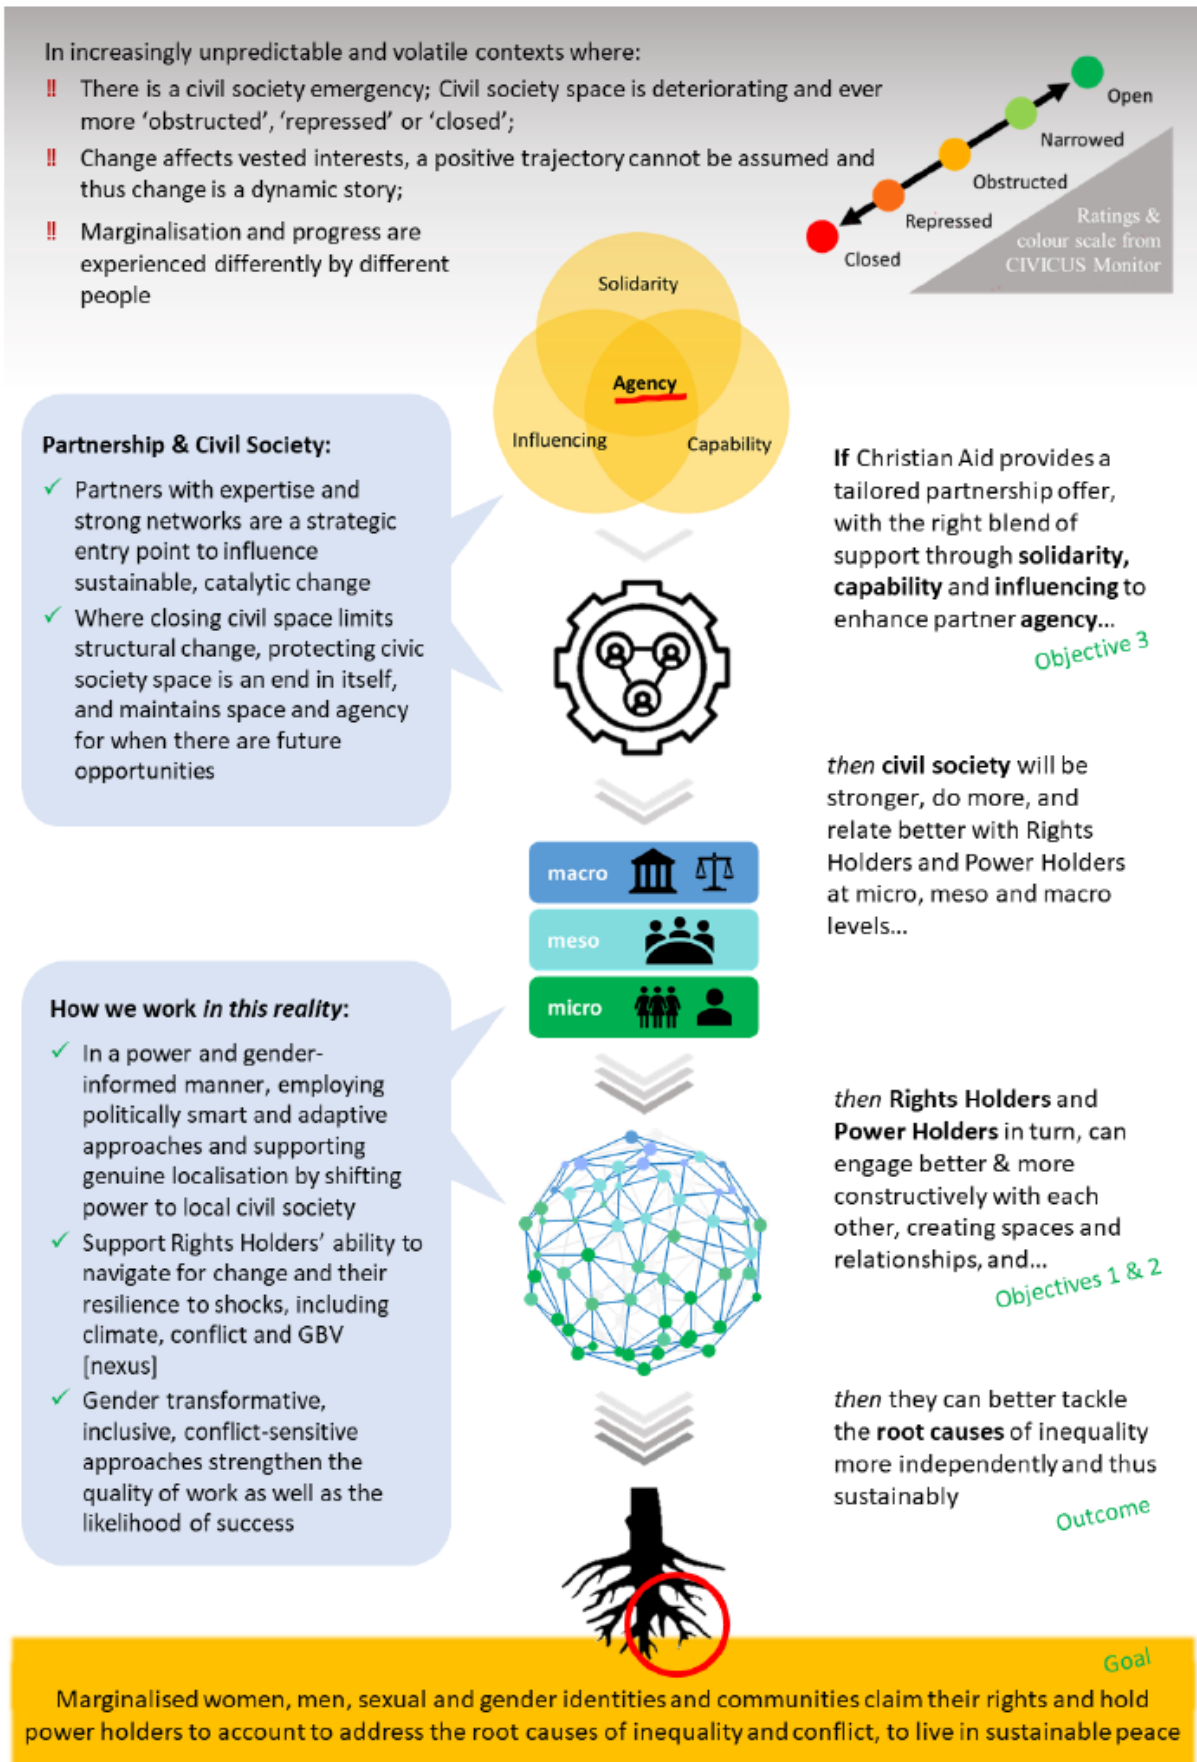 In increasingly unpredictable and volatile contexts where:
!! There is a civil society emergency; Civil society space is deteriorating and ever
more ‘obstructed’, ‘repressed’ or ‘closed’;
!! Change affects vested interests, a positive trajectory cannot be assumed and
thus change is a dynamic story;
!! Marginalisation and progress are
experienced differently by different
people
Open
Narrowed
Obstructed
Repressed
Closed
Ratings &
colour scale from
CIVICUS Monitor
Solidarity
Agency
Influencing
Capability
Partnership & Civil Society:
✓ Partners with expertise and
strong networks are a strategic
entry point to influence
sustainable, catalytic change
✓ Where closing civil space limits
structural change, protecting civic
society space is an end in itself,
and maintains space and agency
for when there are future
opportunities
If Christian Aid provides a
tailored partnership offer,
with the right blend of
support through solidarity,
capability and influencing to
enhance partner agency...
Objective 3
then civil society will be
stronger, do more, and
relate better with Rights
Holders and Power Holders
at micro, meso and macro
levels...
macro
meso
micro
How we work in this reality:
✓ In a power and gender-
informed manner, employing
politically smart and adaptive
approaches and supporting
genuine localisation by shifting
power to local civil society
✓ Support Rights Holders’ ability to
navigate for change and their
resilience to shocks, including
climate, conflict and GBV
[nexus]
✓ Gender transformative,
inclusive, conflict-sensitive
approaches strengthen the
quality of work as well as the
likelihood of success
then Rights Holders and
Power Holders in turn, can
engage better & more
constructively with each
other, creating spaces and
relationships, and...
Objectives 1 & 2
then they can better tackle
the root causes of inequality
more independently and thus
sustainably
Outcome
Goal
Marginalised women, men, sexual and gender identities and communities claim their rights and hold
power holders to account to address the root causes of inequality and conflict, to live in sustainable peace